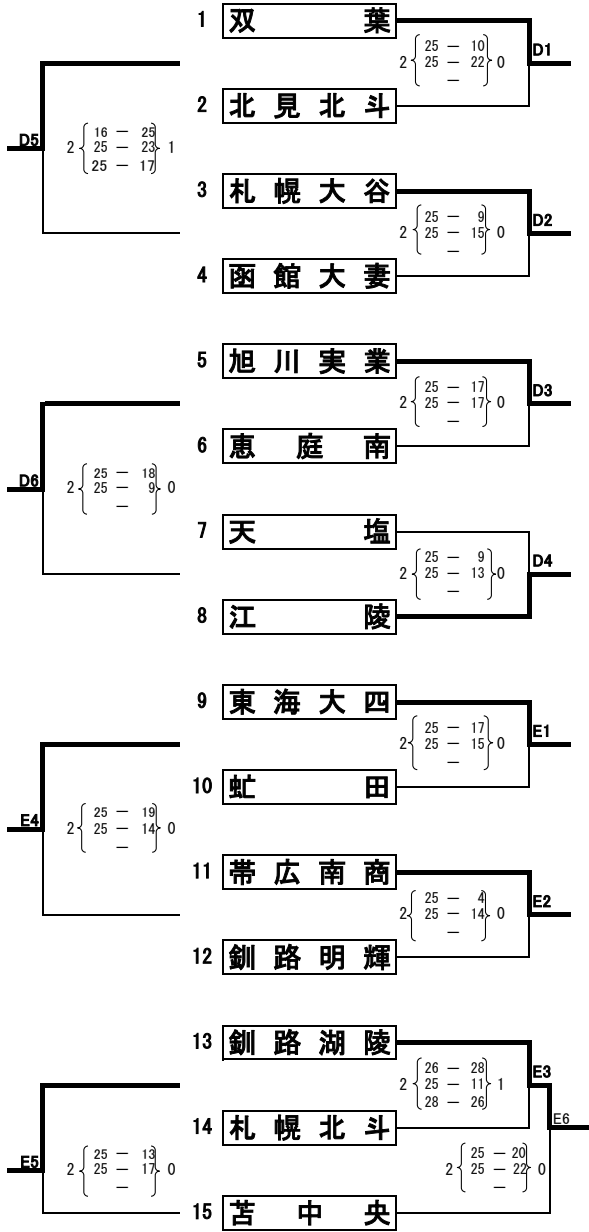 1 双葉
25 — 10
D1
2 25 — 22 0
—
2 北見北斗
D5
16 — 25
2 25 — 23 1
25 — 17
3 札幌大谷
25 — 9
D2
2 25 — 15 0
—
4 函館大妻
5 旭川実業
25 — 17
D3
2 25 — 17 0
—
6 恵庭南
D6
25 — 18
2 25 — 9 0
—
7 天塩
25 — 9
D4
2 25 — 13 0
—
8 江陵
9 東海大四
25 — 17
E1
2 25 — 15 0
—
10 虻田
E4
25 — 19
2 25 — 14 0
—
11 帯広南商
25 — 4
E2
2 25 — 14 0
—
12 釧路明輝
13 釧路湖陵
26 — 28
E3
2 25 — 11 1
28 — 26
14 札幌北斗
E6
E5
25 — 13
2 25 — 17 0
—
25 — 20
2 25 — 22 0
—
15 苫中央